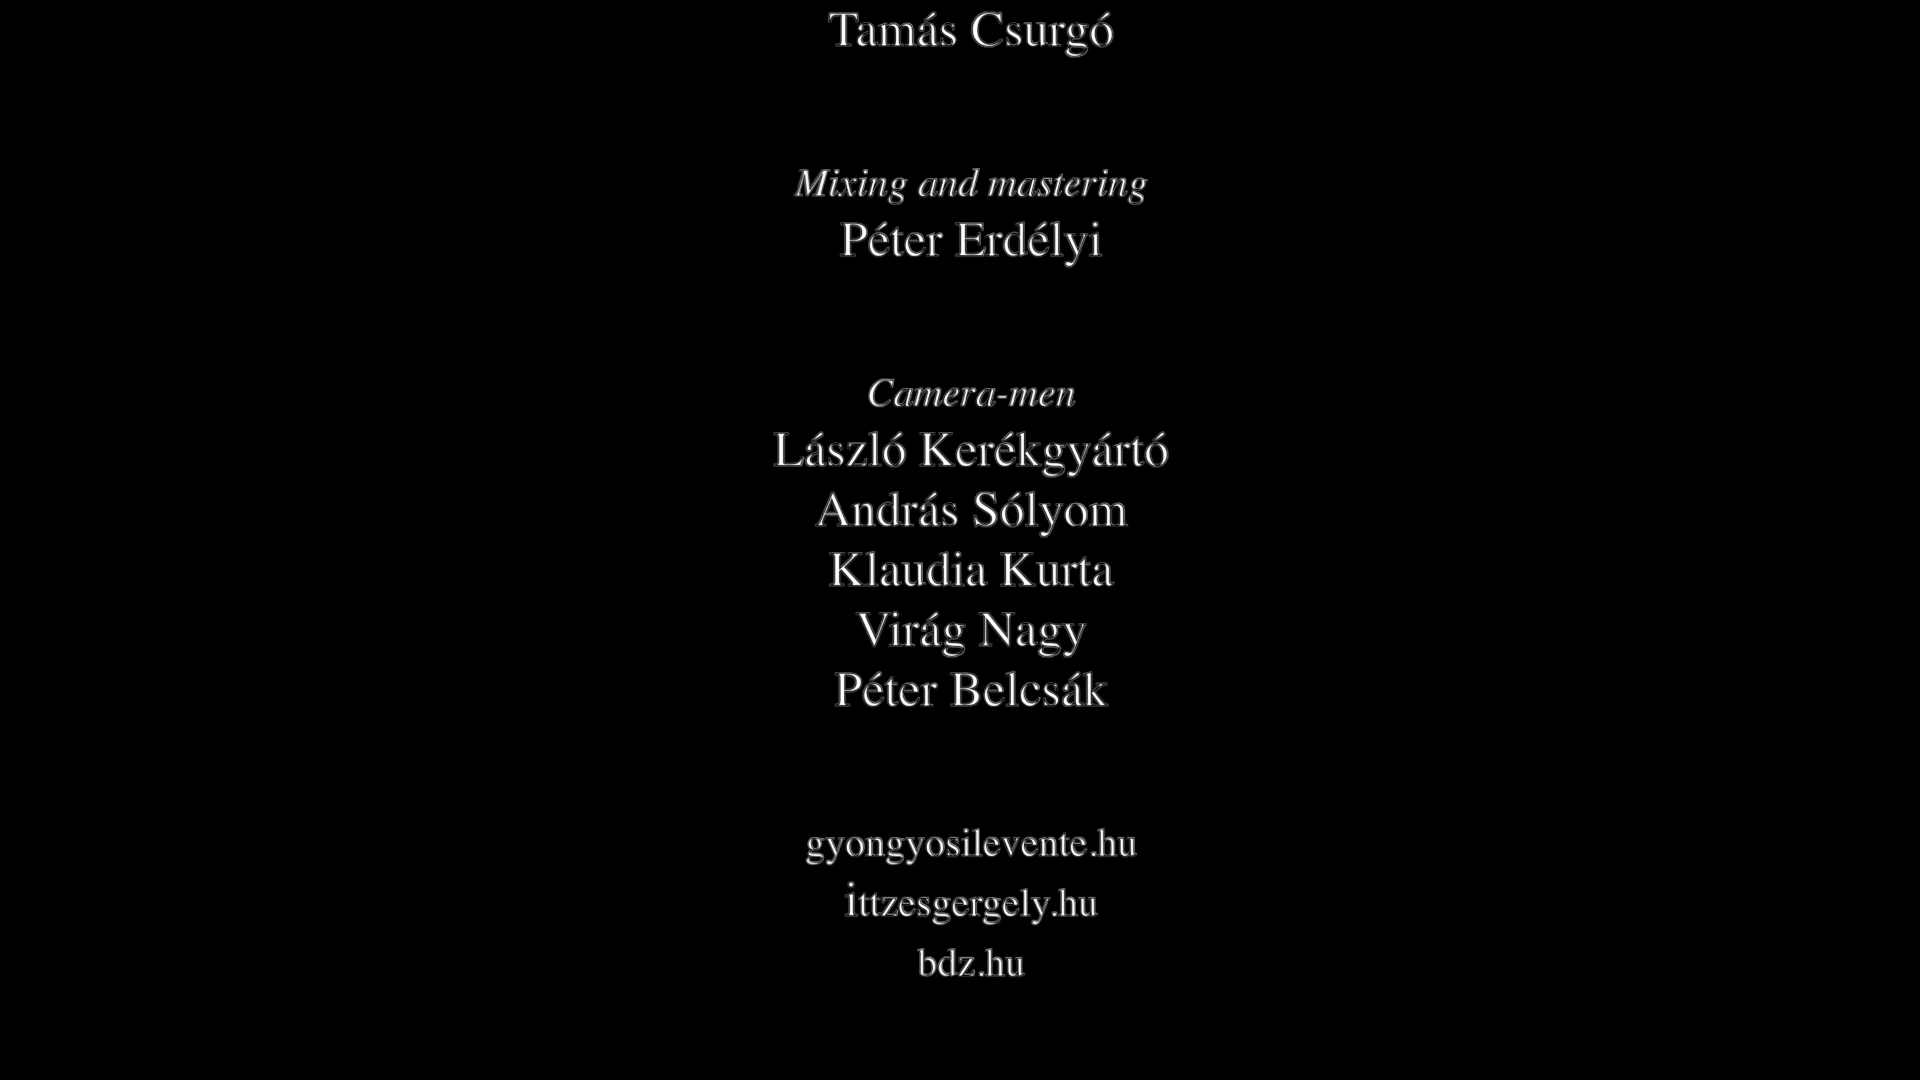 Tamás Csurgó
Mixing and mastering
Péter Erdélyi
Camera-men
László Kerékgyártó
András Sólyom
Klaudia Kurta
Virág Nagy
Péter Belcsák
gyongyosilevente.hu
ittzesgergely.hu
bdz.hu